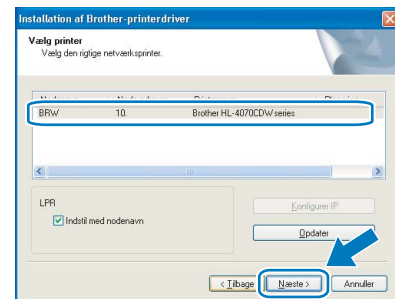 Installation af Brother-printerdriver
Vælg printer
Vælg den rigtige netværksprinter.
BRW 10. Brother HL-4070CDW series
LPR
Indstil med nodenavn
Konfigurer IP
Opdater
< Tilbage Næste > Annuller